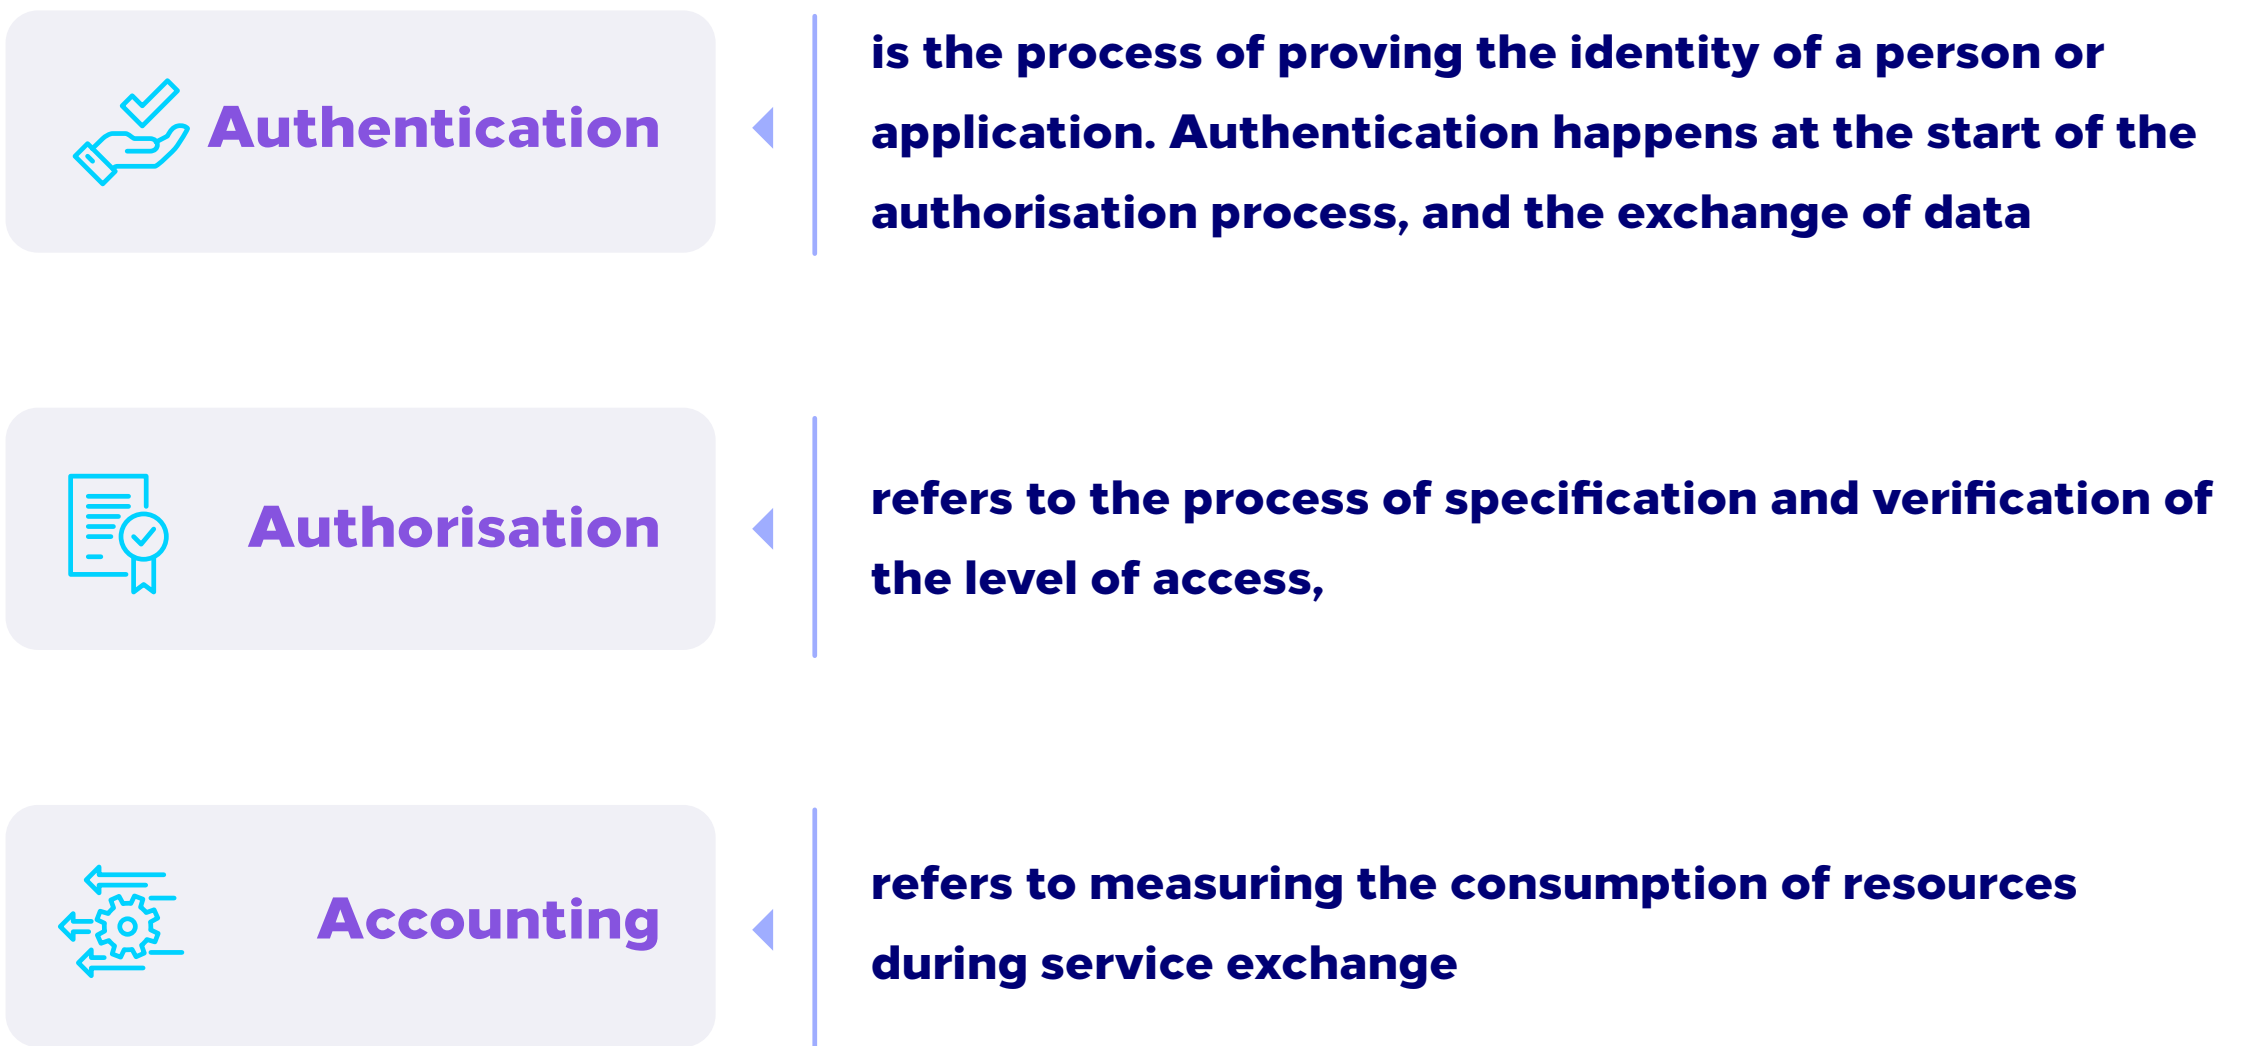 Authentication
is the process of proving the identity of a person or
application. Authentication happens at the start of the
authorisation process, and the exchange of data
Authorisation
refers to the process of specification and verification of
the level of access,
Accounting
refers to measuring the consumption of resources
during service exchange